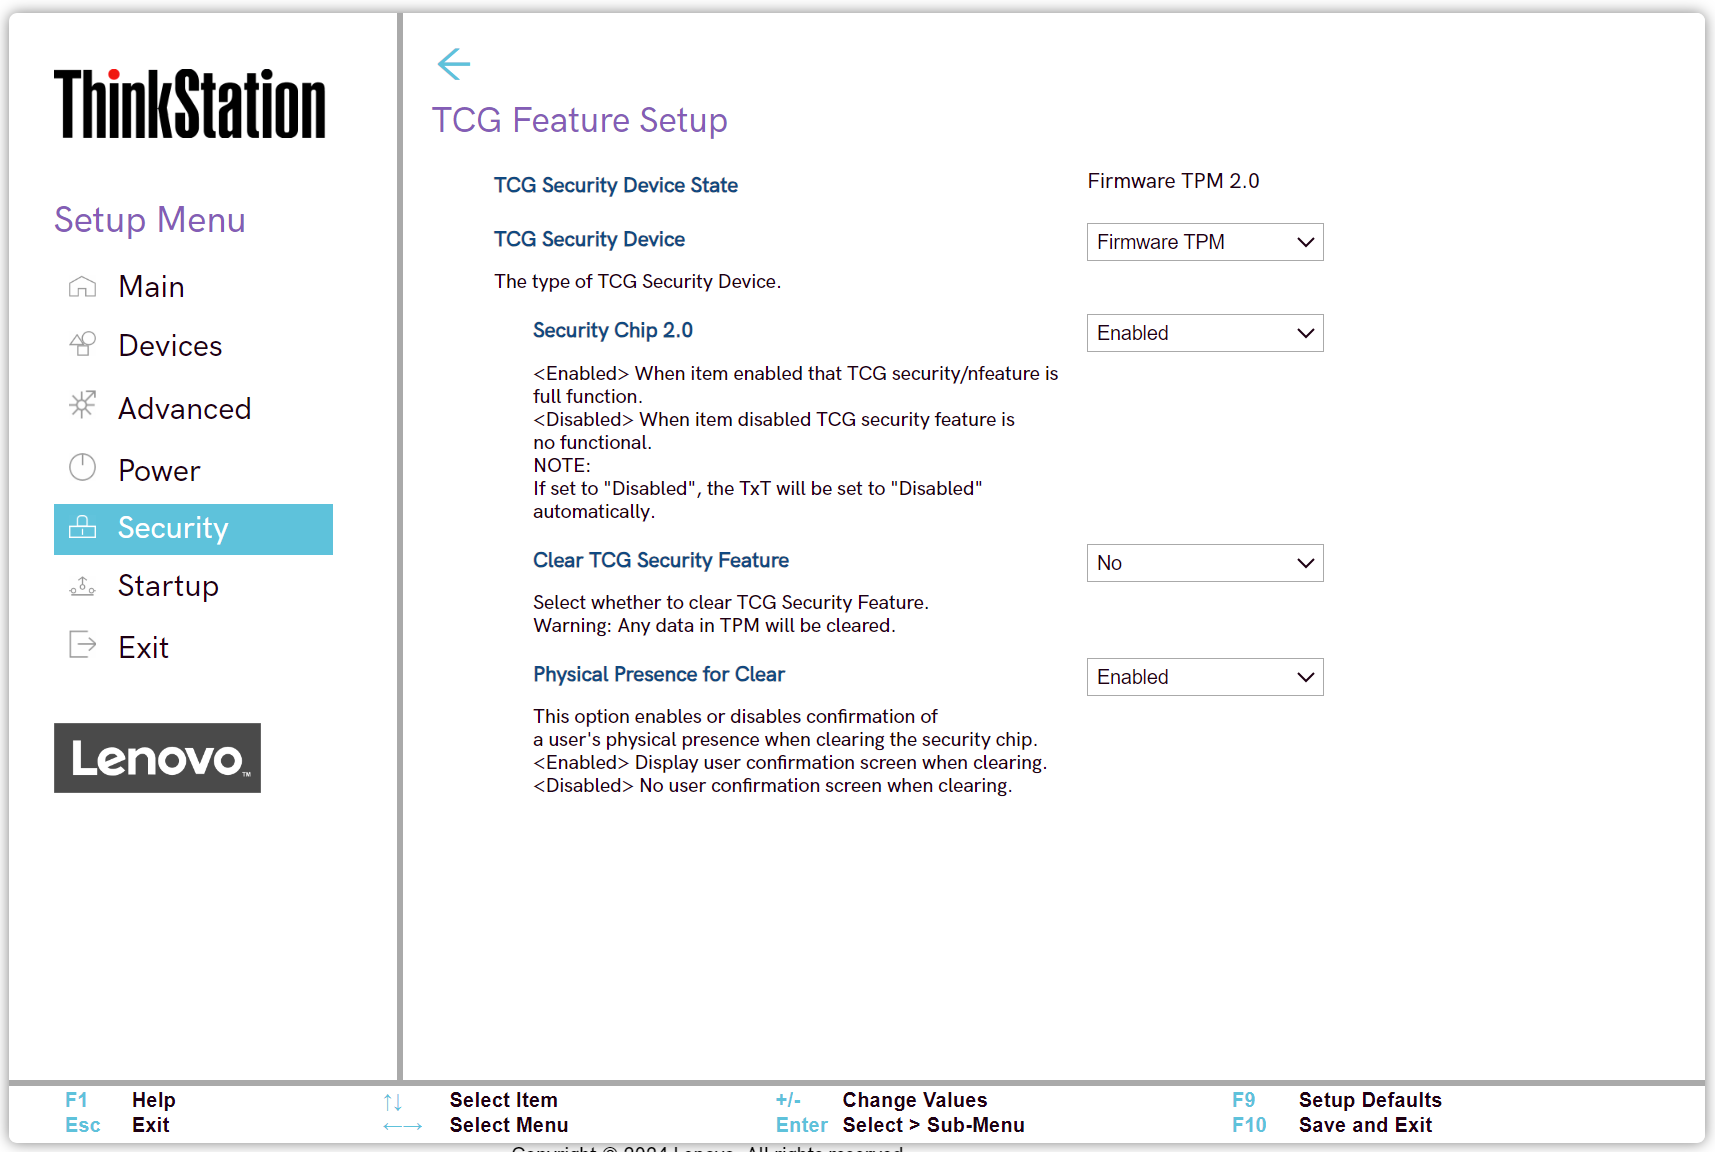 ThinkStation
Setup Menu
Main
Devices
Advanced
Power
Security
Startup
Exit
Lenovo™
TCG Feature Setup
TCG Security Device State
Firmware TPM 2.0
TCG Security Device
Firmware TPM
The type of TCG Security Device.
Security Chip 2.0
Enabled
<Enabled> When item enabled that TCG security/nfeature is
full function.
<Disabled> When item disabled TCG security feature is
no functional.
NOTE:
If set to "Disabled", the TxT will be set to "Disabled"
automatically.
Clear TCG Security Feature
No
Select whether to clear TCG Security Feature.
Warning: Any data in TPM will be cleared.
Physical Presence for Clear
Enabled
This option enables or disables confirmation of
a user's physical presence when clearing the security chip.
<Enabled> Display user confirmation screen when clearing.
<Disabled> No user confirmation screen when clearing.
F1 Help ↑↓ Select Item +/- Change Values F9 Setup Defaults
Esc Exit ←→ Select Menu Enter Select > Sub-Menu F10 Save and Exit
Copyright © 2024 Lenovo. All rights reserved.